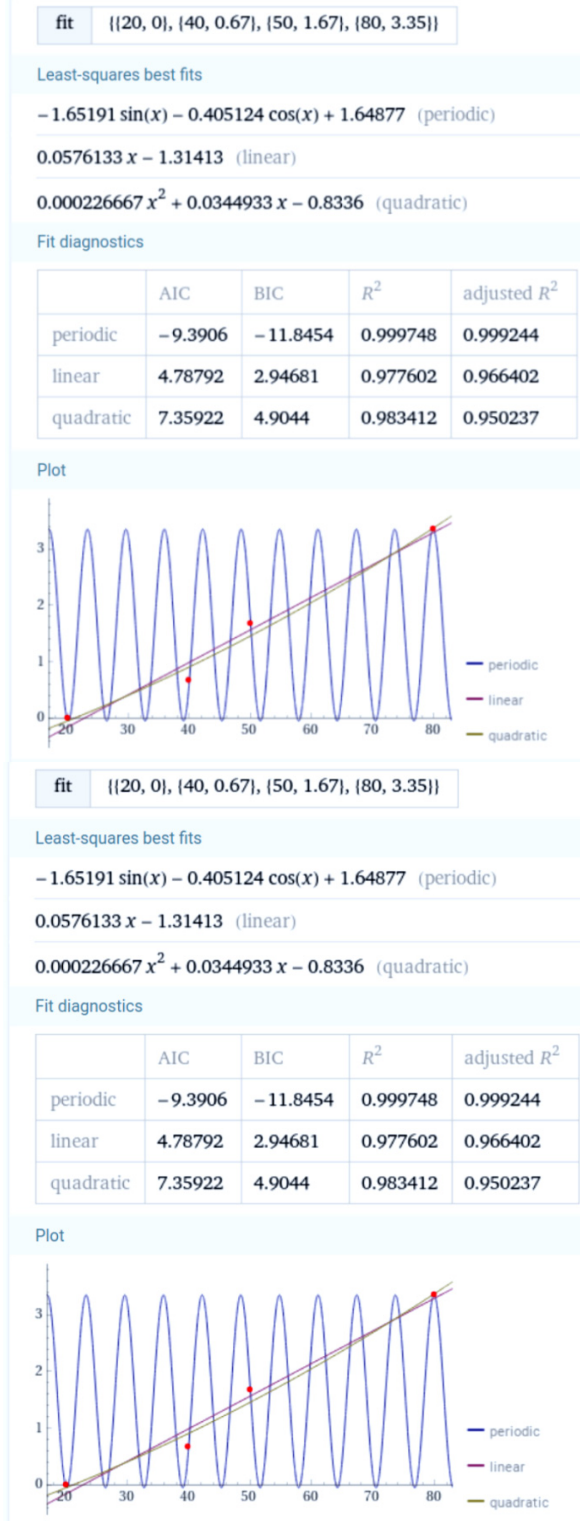 fit {{20, 0}, {40, 0.67}, {50, 1.67}, {80, 3.35}}
Least-squares best fits
−1.65191 sin(x) − 0.405124 cos(x) + 1.64877 (periodic)
0.0576133 x − 1.31413 (linear)
0.000226667 x² + 0.0344933 x − 0.8336 (quadratic)
Fit diagnostics
AIC BIC R² adjusted R²
periodic −9.3906 −11.8454 0.999748 0.999244
linear 4.78792 2.94681 0.977602 0.966402
quadratic 7.35922 4.9044 0.983412 0.950237
Plot
3
2
1
0
20 30 40 50 60 70 80
periodic
linear
quadratic
fit {{20, 0}, {40, 0.67}, {50, 1.67}, {80, 3.35}}
Least-squares best fits
−1.65191 sin(x) − 0.405124 cos(x) + 1.64877 (periodic)
0.0576133 x − 1.31413 (linear)
0.000226667 x² + 0.0344933 x − 0.8336 (quadratic)
Fit diagnostics
AIC BIC R² adjusted R²
periodic −9.3906 −11.8454 0.999748 0.999244
linear 4.78792 2.94681 0.977602 0.966402
quadratic 7.35922 4.9044 0.983412 0.950237
Plot
3
2
1
0
20 30 40 50 60 70 80
periodic
linear
quadratic